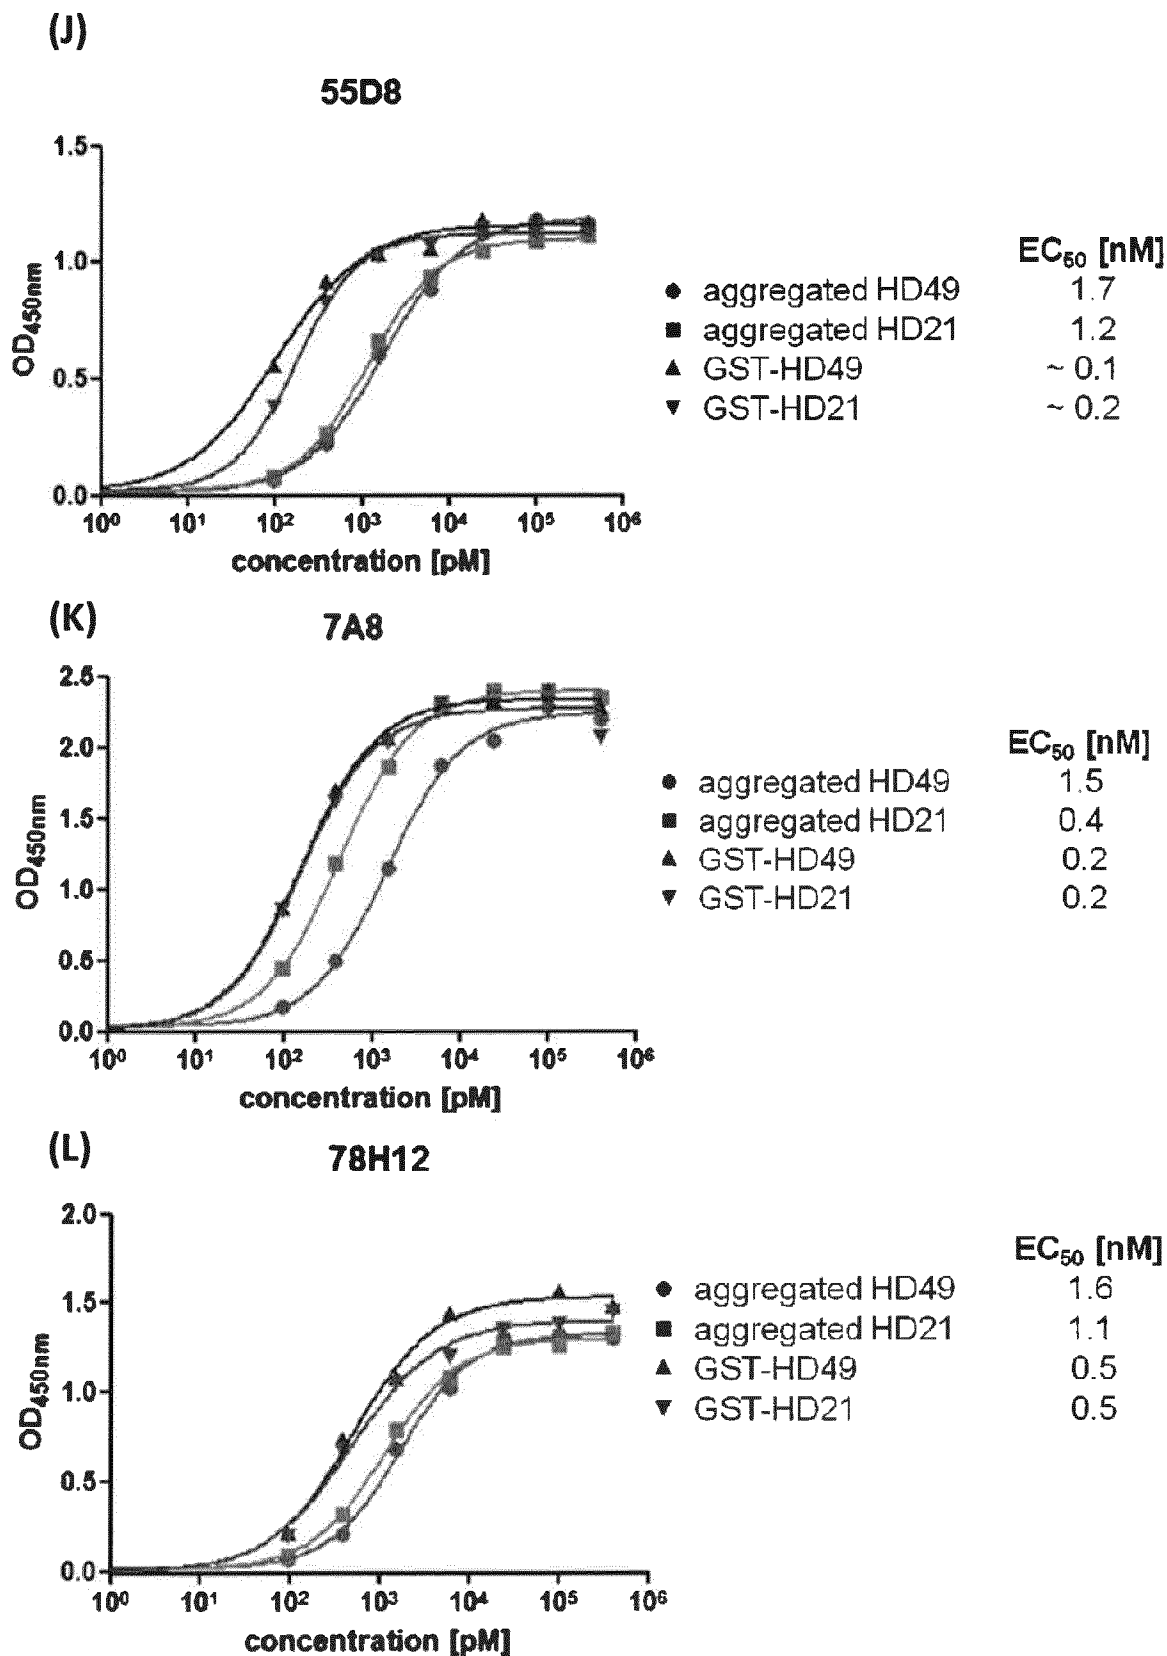 (J)
55D8
1.5
1.0
0.5
0.0
OD450nm
10⁰ 10¹ 10² 10³ 10⁴ 10⁵ 10⁶
concentration [pM]
EC50 [nM]
aggregated HD49 1.7
aggregated HD21 1.2
GST-HD49 ~ 0.1
GST-HD21 ~ 0.2
(K)
7A8
2.5
2.0
1.5
1.0
0.5
0.0
OD450nm
10⁰ 10¹ 10² 10³ 10⁴ 10⁵ 10⁶
concentration [pM]
EC50 [nM]
aggregated HD49 1.5
aggregated HD21 0.4
GST-HD49 0.2
GST-HD21 0.2
(L)
78H12
2.0
1.5
1.0
0.5
0.0
OD450nm
10⁰ 10¹ 10² 10³ 10⁴ 10⁵ 10⁶
concentration [pM]
EC50 [nM]
aggregated HD49 1.6
aggregated HD21 1.1
GST-HD49 0.5
GST-HD21 0.5